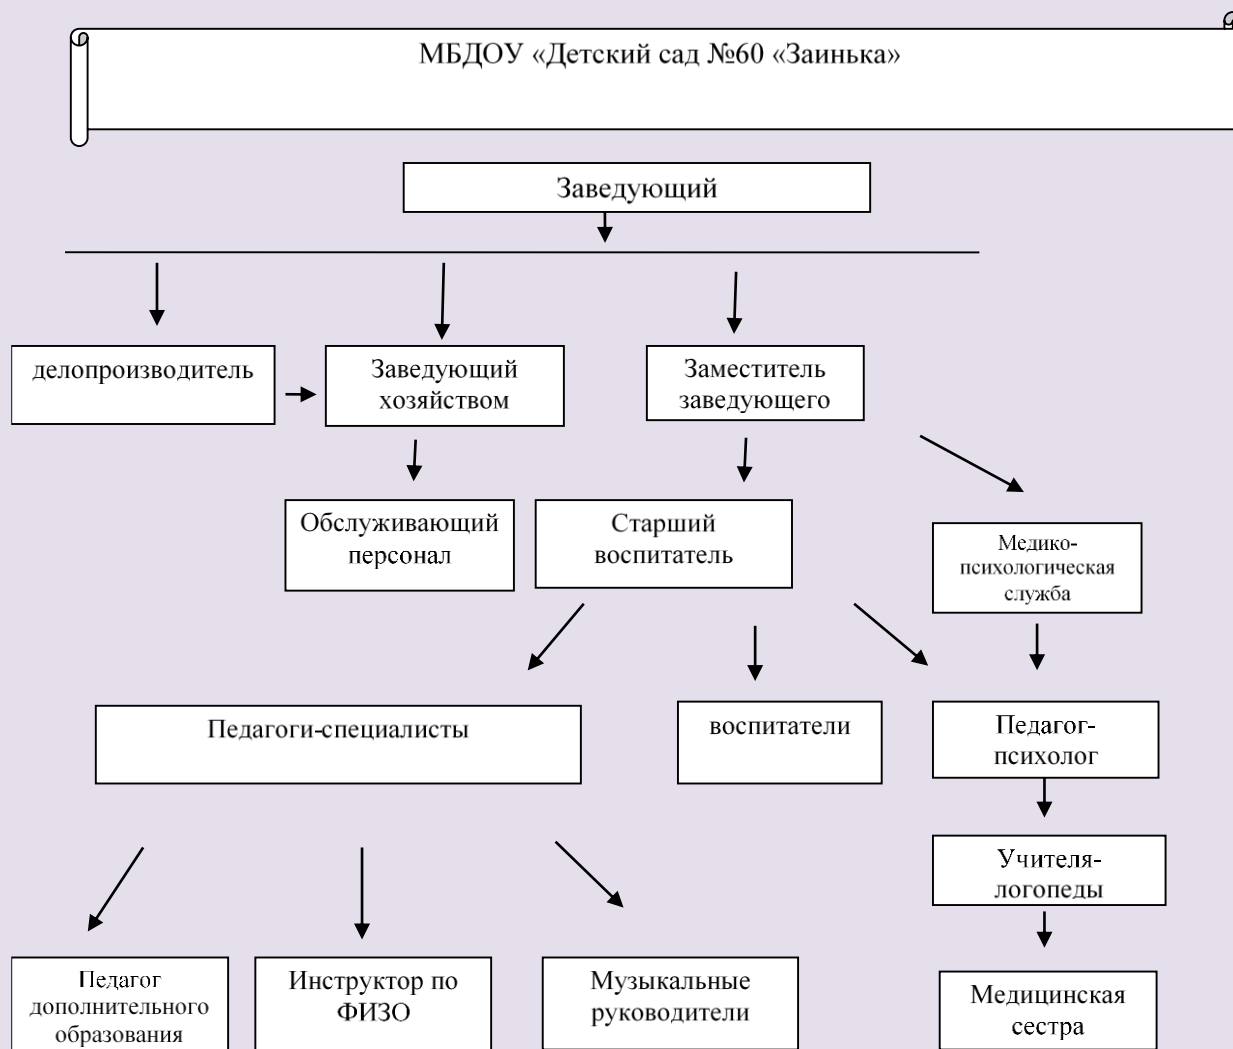 МБДОУ «Детский сад №60 «Заинька»
Заведующий
делопроизводитель
Заведующий
хозяйством
Заместитель
заведующего
Обслуживающий
персонал
Старший
воспитатель
Медико-
психологическая
служба
Педагоги-специалисты
воспитатели
Педагог-
психолог
Учителя-
логопеды
Педагог
дополнительного
образования
Инструктор по
ФИЗО
Музыкальные
руководители
Медицинская
сестра